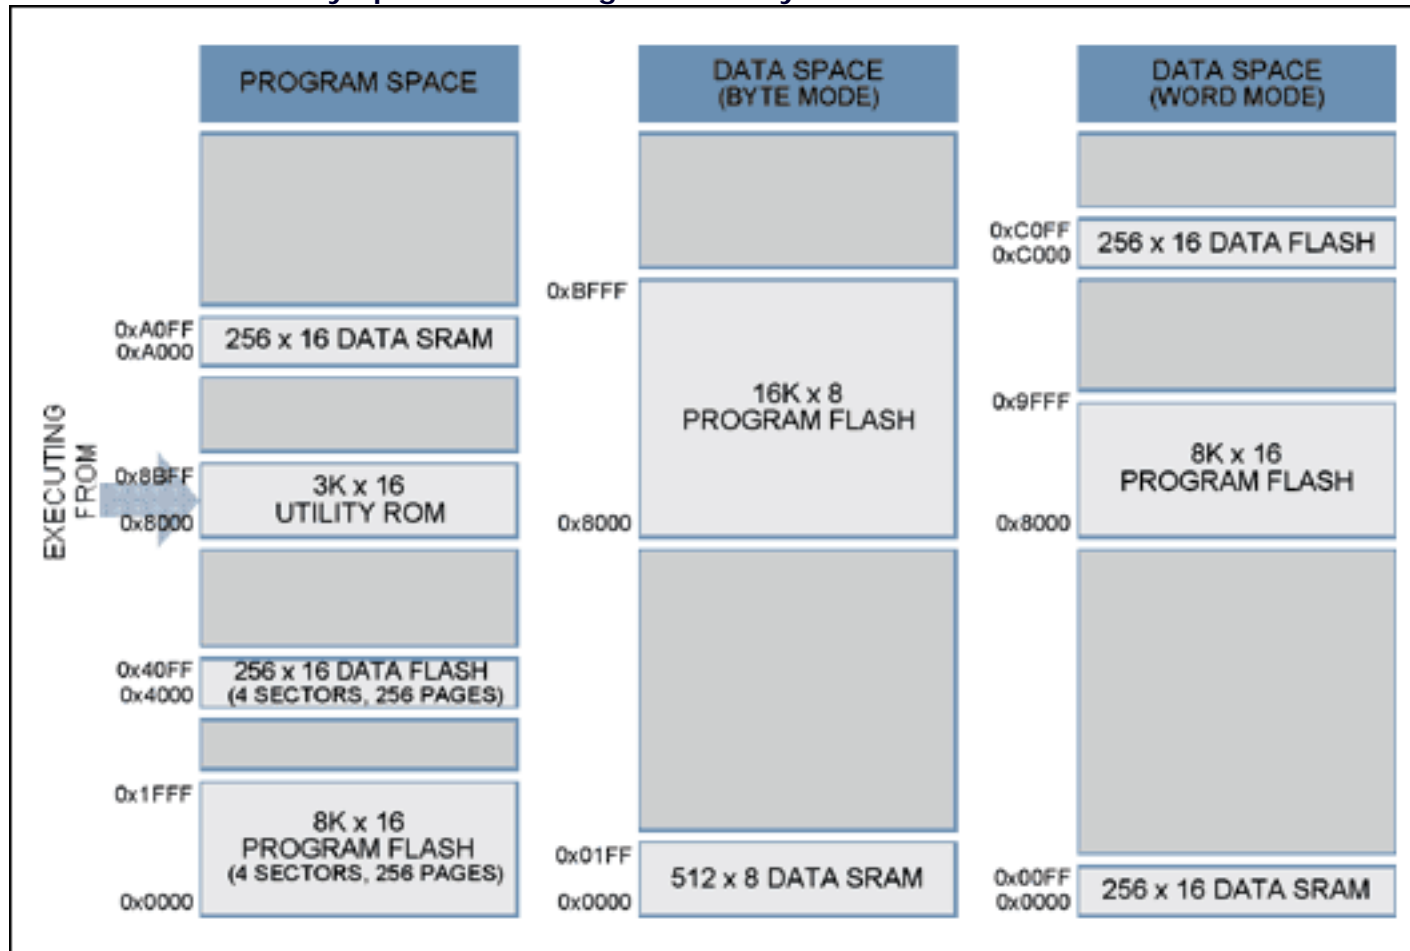 PROGRAM SPACE
0xA0FF
0xA000
256 x 16 DATA SRAM
EXECUTING
FROM
0x8BFF
0x8000
3K x 16
UTILITY ROM
0x40FF
0x4000
256 x 16 DATA FLASH
(4 SECTORS, 256 PAGES)
0x1FFF
0x0000
8K x 16
PROGRAM FLASH
(4 SECTORS, 256 PAGES)
DATA SPACE
(BYTE MODE)
0xBFFF
0x8000
16K x 8
PROGRAM FLASH
0x01FF
0x0000
512 x 8 DATA SRAM
DATA SPACE
(WORD MODE)
0xC0FF
0xC000
256 x 16 DATA FLASH
0x9FFF
0x8000
8K x 16
PROGRAM FLASH
0x00FF
0x0000
256 x 16 DATA SRAM